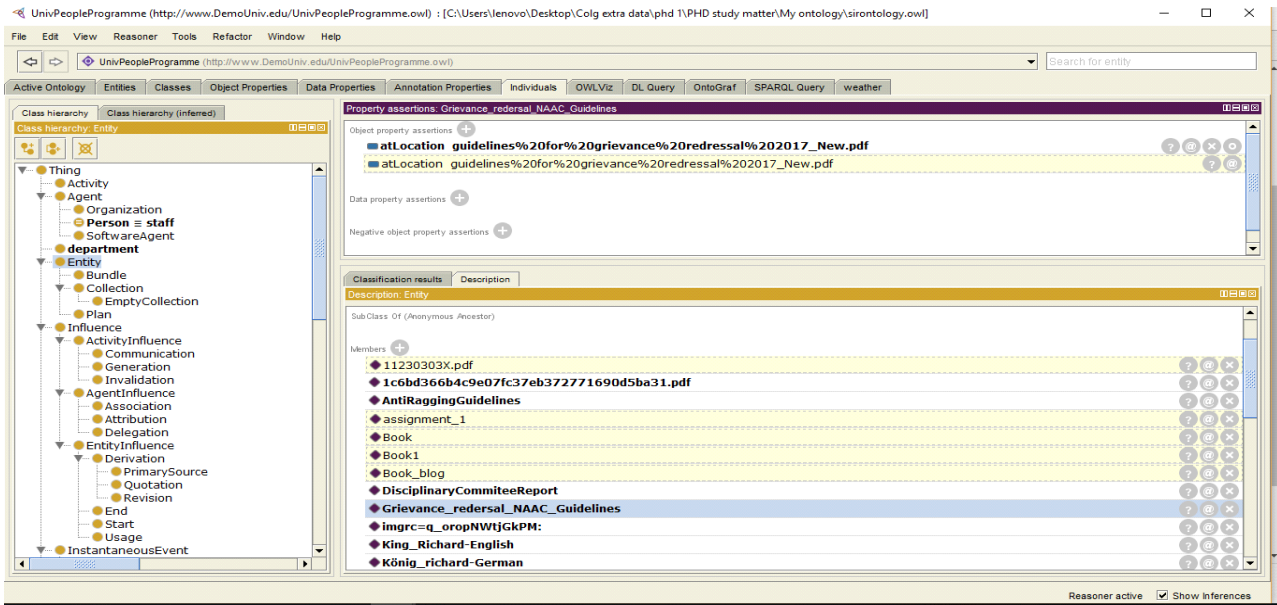 UnivPeopleProgramme (http://www.DemoUniv.edu/UnivPeopleProgramme.owl) : [C:\Users\lenovo\Desktop\Colg extra data\phd 1\PHD study matter\My ontology\sirontology.owl]
File Edit View Reasoner Tools Refactor Window Help
UnivPeopleProgramme (http://www.DemoUniv.edu/UnivPeopleProgramme.owl)
Search for entity
Active Ontology Entities Classes Object Properties Data Properties Annotation Properties Individuals OWLViz DL Query OntoGraf SPARQL Query weather
Class hierarchy Class hierarchy (inferred)
Class hierarchy: Entity
Thing
Activity
Agent
Organization
Person ≡ staff
SoftwareAgent
department
Entity
Bundle
Collection
EmptyCollection
Plan
Influence
ActivityInfluence
Communication
Generation
Invalidation
AgentInfluence
Association
Attribution
Delegation
EntityInfluence
Derivation
PrimarySource
Quotation
Revision
End
Start
Usage
InstantaneousEvent
Property assertions: Grievance_redersal_NAAC_Guidelines
Object property assertions
atLocation guidelines%20for%20grievance%20redressal%202017_New.pdf
atLocation guidelines%20for%20grievance%20redressal%202017_New.pdf
Data property assertions
Negative object property assertions
Classification results Description
Description: Entity
SubClass Of (Anonymous Ancestor)
Members
11230303X.pdf
1c6bd366b4c9e07fc37eb372771690d5ba31.pdf
AntiRaggingGuidelines
assignment_1
Book
Book1
Book_blog
DisciplinaryCommiteeReport
Grievance_redersal_NAAC_Guidelines
imgrc=q_oropNWtjGkPM:
King_Richard-English
König_richard-German
Reasoner active Show Inferences